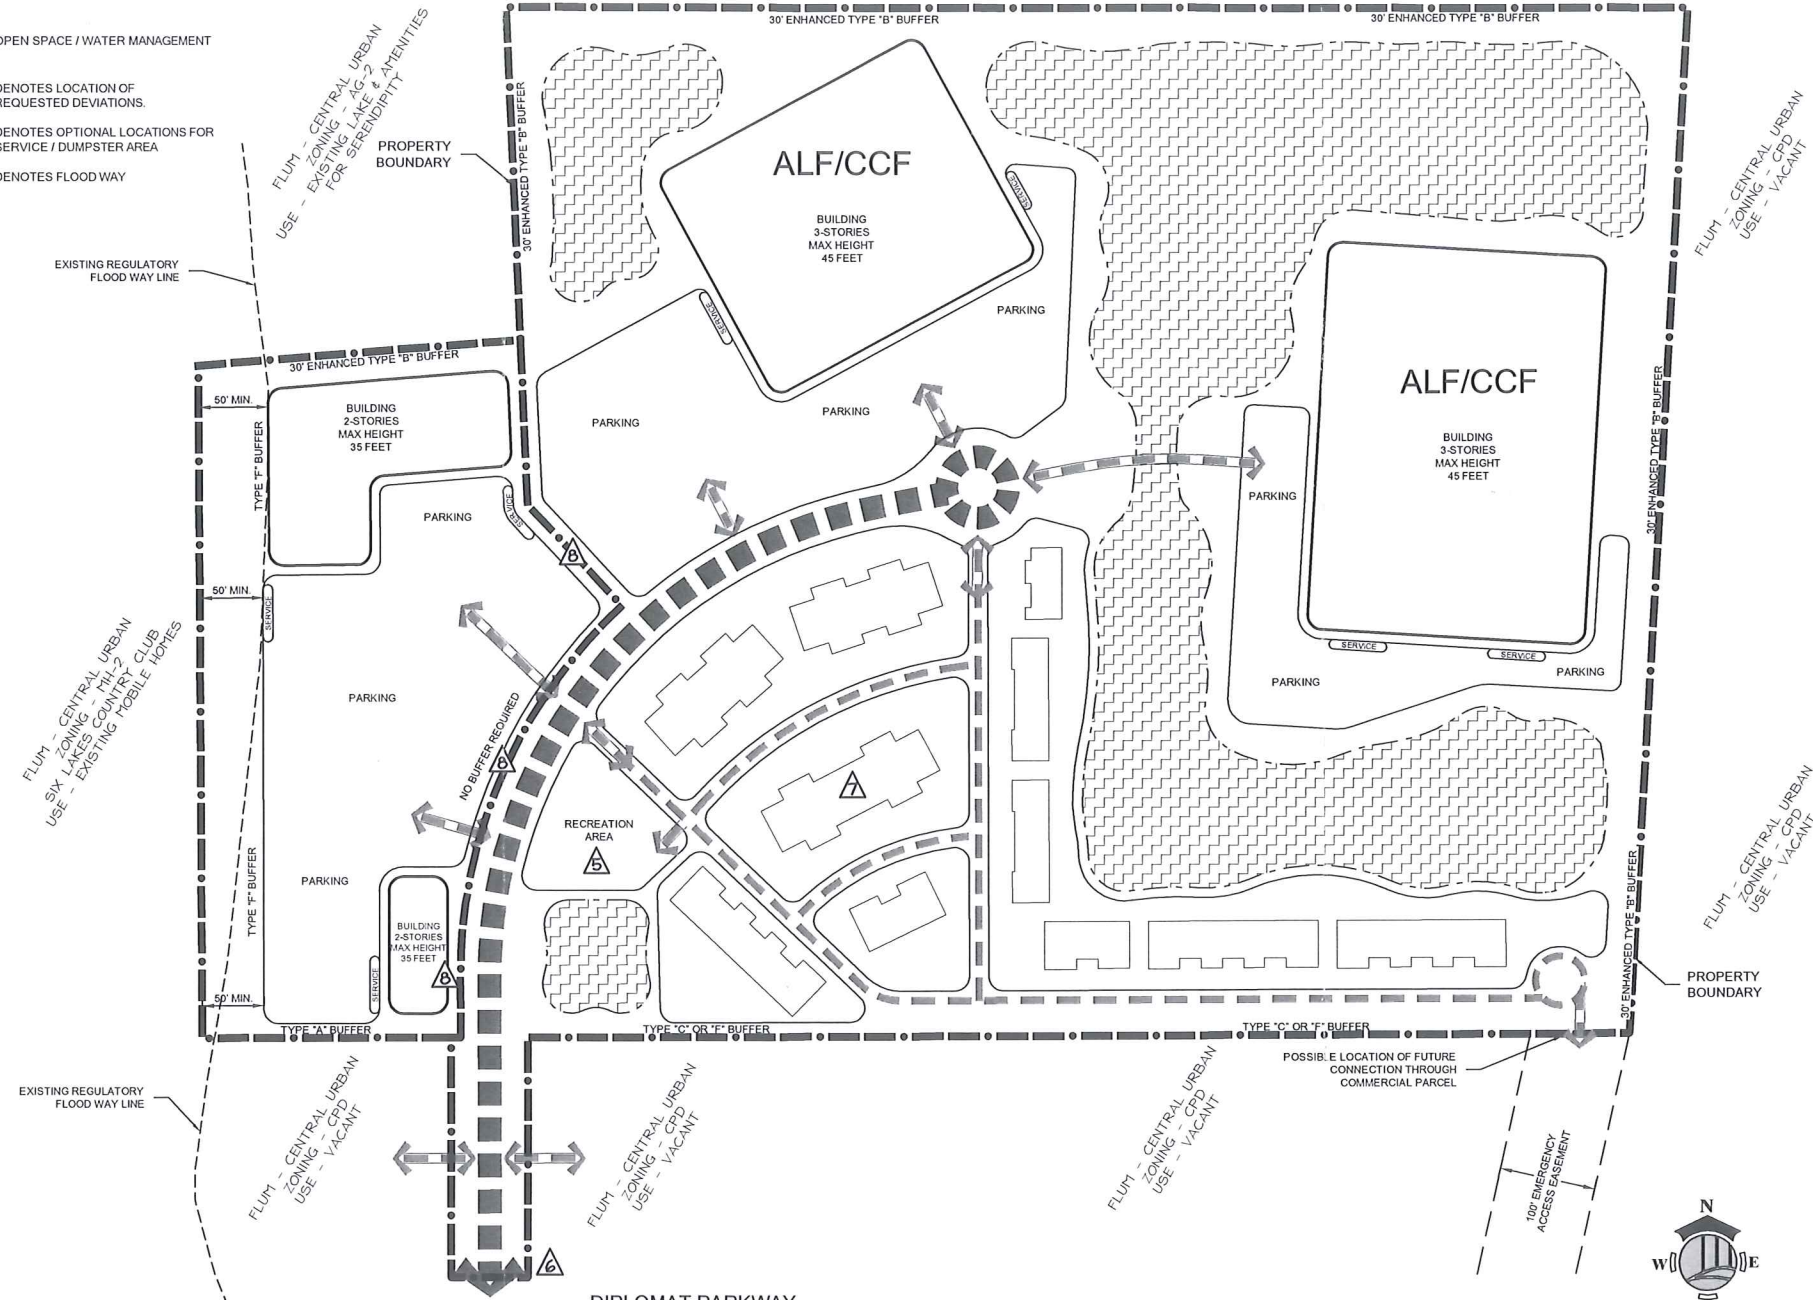 30' ENHANCED TYPE "B" BUFFER
30' ENHANCED TYPE "B" BUFFER
OPEN SPACE / WATER MANAGEMENT
DENOTES LOCATION OF
REQUESTED DEVIATIONS.
DENOTES OPTIONAL LOCATIONS FOR
SERVICE / DUMPSTER AREA
DENOTES FLOOD WAY
FLUM - CENTRAL URBAN
ZONING - AG-2
USE - EXISTING LAKE & AMENITIES
FOR SERENDIPITY
PROPERTY
BOUNDARY
30' ENHANCED TYPE "B" BUFFER
30' ENHANCED TYPE "B" BUFFER
ALF/CCF
BUILDING
3-STORIES
MAX HEIGHT
45 FEET
SERVICE
SERVICE
PARKING
PARKING
PARKING
FLUM - CENTRAL URBAN
ZONING - CPD
USE - VACANT
EXISTING REGULATORY
FLOOD WAY LINE
30' ENHANCED TYPE "B" BUFFER
50' MIN.
BUILDING
2-STORIES
MAX HEIGHT
35 FEET
TYPE "F" BUFFER
PARKING
SERVICE
8
ALF/CCF
BUILDING
3-STORIES
MAX HEIGHT
45 FEET
PARKING
30' ENHANCED TYPE "B" BUFFER
30' ENHANCED TYPE "B" BUFFER
SERVICE
SERVICE
PARKING
PARKING
50' MIN.
SERVICE
FLUM - CENTRAL URBAN
ZONING - MH-2
SIX LAKES COUNTRY CLUB
USE - EXISTING MOBILE HOMES
PARKING
NO BUFFER REQUIRED
8
7
RECREATION
AREA
5
FLUM - CENTRAL URBAN
ZONING - CPD
USE - VACANT
TYPE "F" BUFFER
PARKING
BUILDING
2-STORIES
MAX HEIGHT
35 FEET
8
SERVICE
50' MIN.
30' ENHANCED TYPE "B" BUFFER
PROPERTY
BOUNDARY
TYPE "A" BUFFER
TYPE "C" OR "F" BUFFER
TYPE "C" OR "F" BUFFER
POSSIBLE LOCATION OF FUTURE
CONNECTION THROUGH
COMMERCIAL PARCEL
EXISTING REGULATORY
FLOOD WAY LINE
FLUM - CENTRAL URBAN
ZONING - CPD
USE - VACANT
FLUM - CENTRAL URBAN
ZONING - CPD
USE - VACANT
FLUM - CENTRAL URBAN
ZONING - CPD
USE - VACANT
100' EMERGENCY
ACCESS EASEMENT
6
N
W E
DIPLOMAT PARKWAY